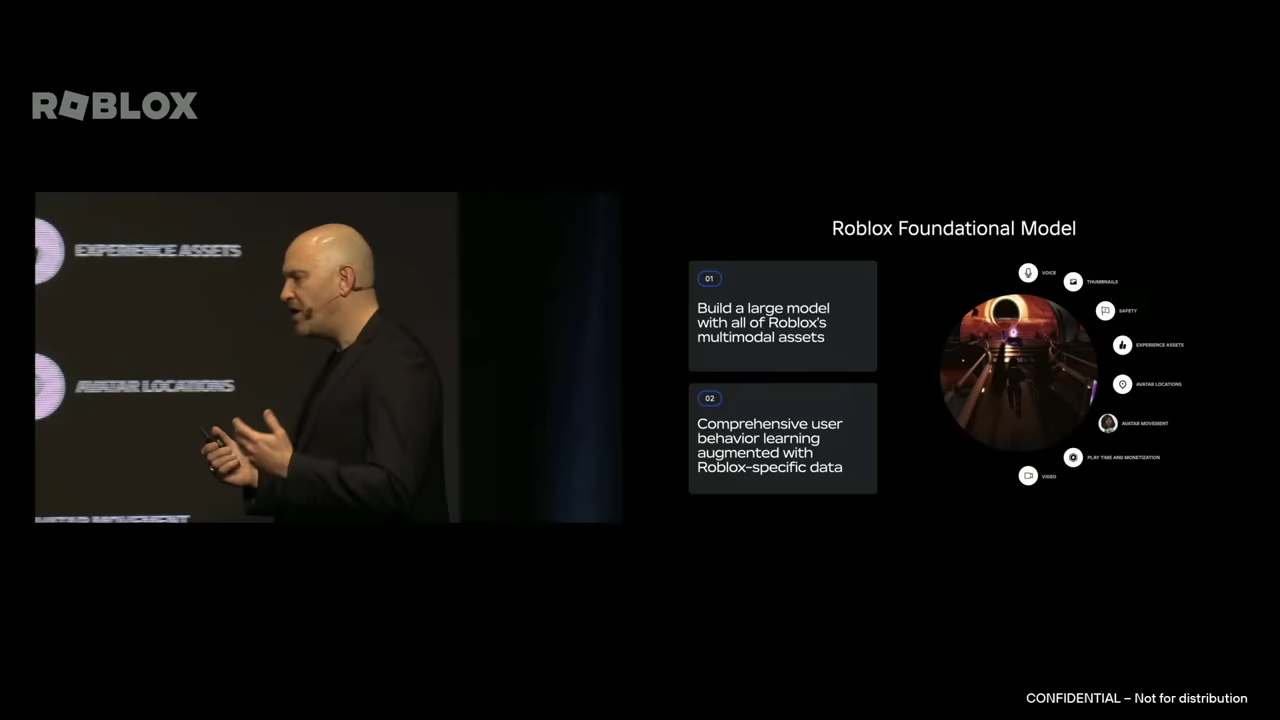 ROBLOX
EXPERIENCE ASSETS
AVATAR LOCATIONS
AVATAR MOVEMENT
Roblox Foundational Model
01
Build a large model
with all of Roblox's
multimodal assets
02
Comprehensive user
behavior learning
augmented with
Roblox-specific data
VOICE
THUMBNAILS
SAFETY
EXPERIENCE ASSETS
AVATAR LOCATIONS
AVATAR MOVEMENT
PLAY TIME AND MONETIZATION
VIDEO
CONFIDENTIAL – Not for distribution